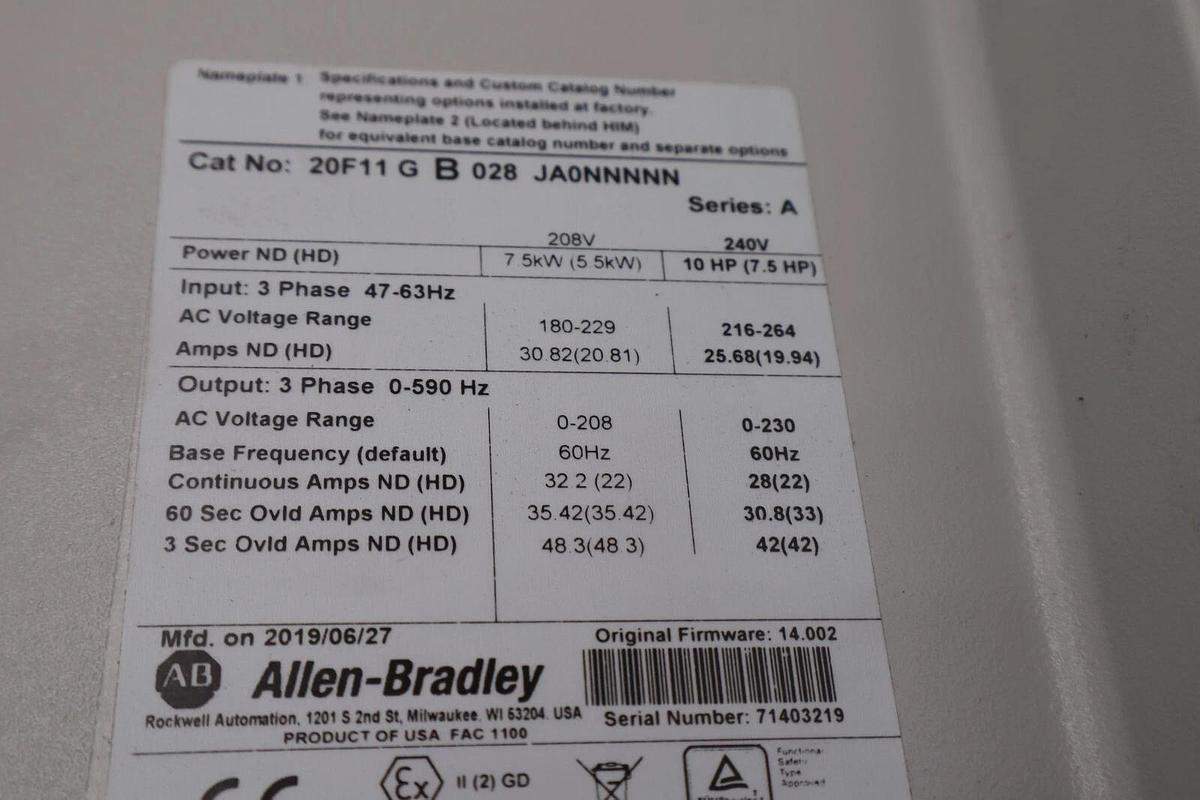 Nameplate 1 Specifications and Custom Catalog Number
representing options installed at factory.
See Nameplate 2 (Located behind HIM)
for equivalent base catalog number and separate options
Cat No: 20F11 G B 028 JA0NNNNN
Series: A
208V 240V
Power ND (HD) 7.5kW (5.5kW) 10 HP (7.5 HP)
Input: 3 Phase 47-63Hz
AC Voltage Range 180-229 216-264
Amps ND (HD) 30.82(20.81) 25.68(19.94)
Output: 3 Phase 0-590 Hz
AC Voltage Range 0-208 0-230
Base Frequency (default) 60Hz 60Hz
Continuous Amps ND (HD) 32.2 (22) 28(22)
60 Sec Ovld Amps ND (HD) 35.42(35.42) 30.8(33)
3 Sec Ovld Amps ND (HD) 48.3(48.3) 42(42)
Mfd. on 2019/06/27 Original Firmware: 14.002
AB Allen-Bradley
Rockwell Automation, 1201 S 2nd St, Milwaukee, WI 53204. USA Serial Number: 71403219
PRODUCT OF USA FAC 1100
CE Ex II (2) GD
Functional
Safety
Type
Approved